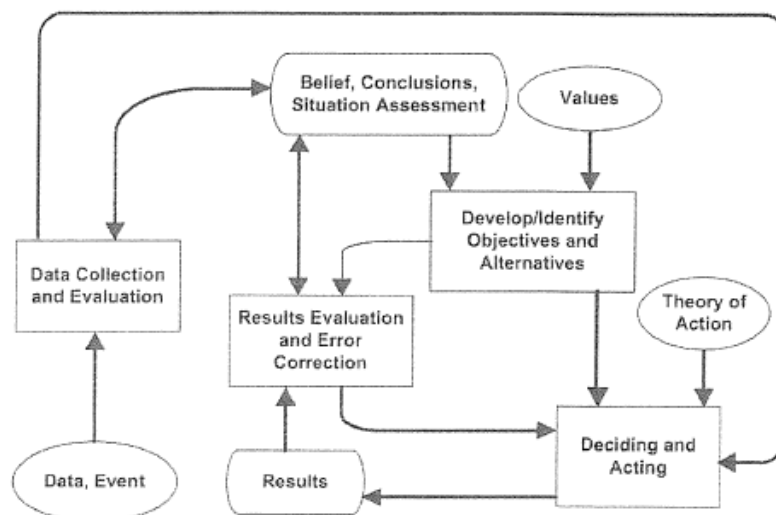 Belief, Conclusions,
Situation Assessment
Values
Develop/Identify
Objectives and
Alternatives
Data Collection
and Evaluation
Theory of
Action
Results Evaluation
and Error
Correction
Deciding and
Acting
Data, Event
Results